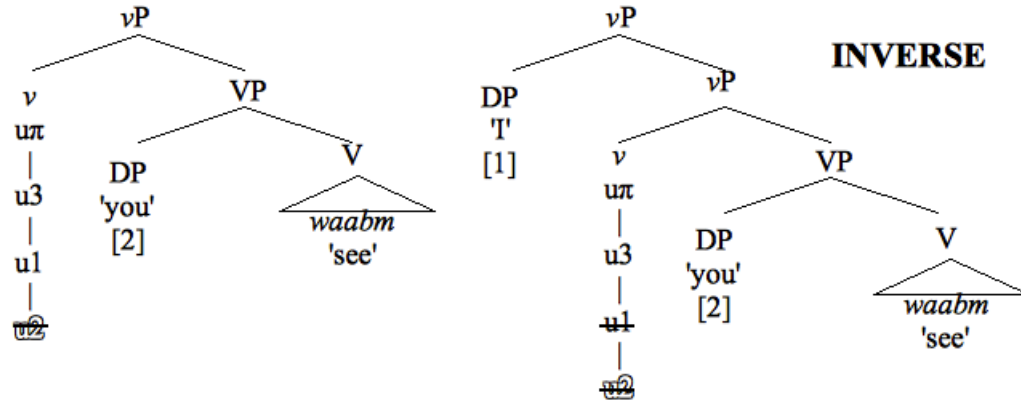 vP
v
VP
uπ
|
DP
V
u3
'you'
|
[2]
waabm
u1
'see'
|
u2
vP
INVERSE
DP
vP
'I'
[1]
v
VP
uπ
|
DP
V
u3
'you'
|
[2]
waabm
u1
'see'
|
u2